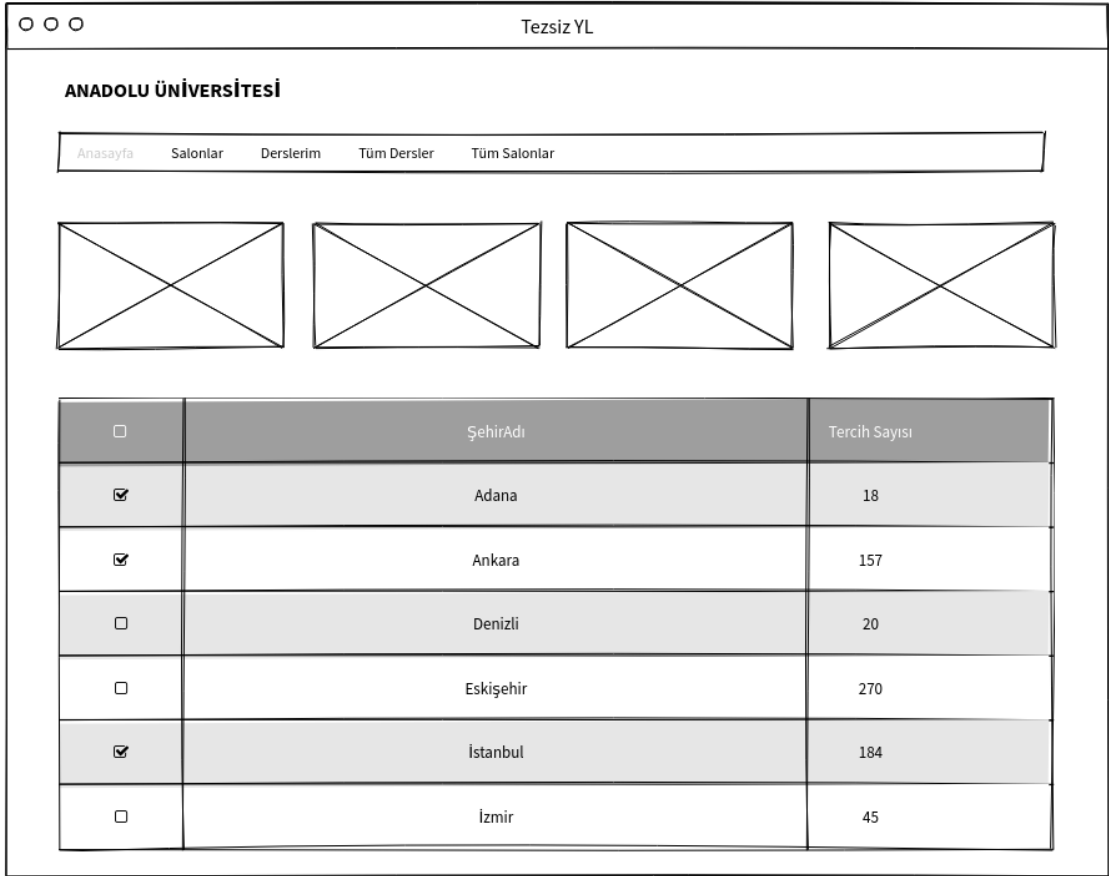 Tezsiz YL
ANADOLU ÜNİVERSİTESİ
Anasayfa Salonlar Derslerim Tüm Dersler Tüm Salonlar
ŞehirAdı Tercih Sayısı
Adana 18
Ankara 157
Denizli 20
Eskişehir 270
İstanbul 184
İzmir 45